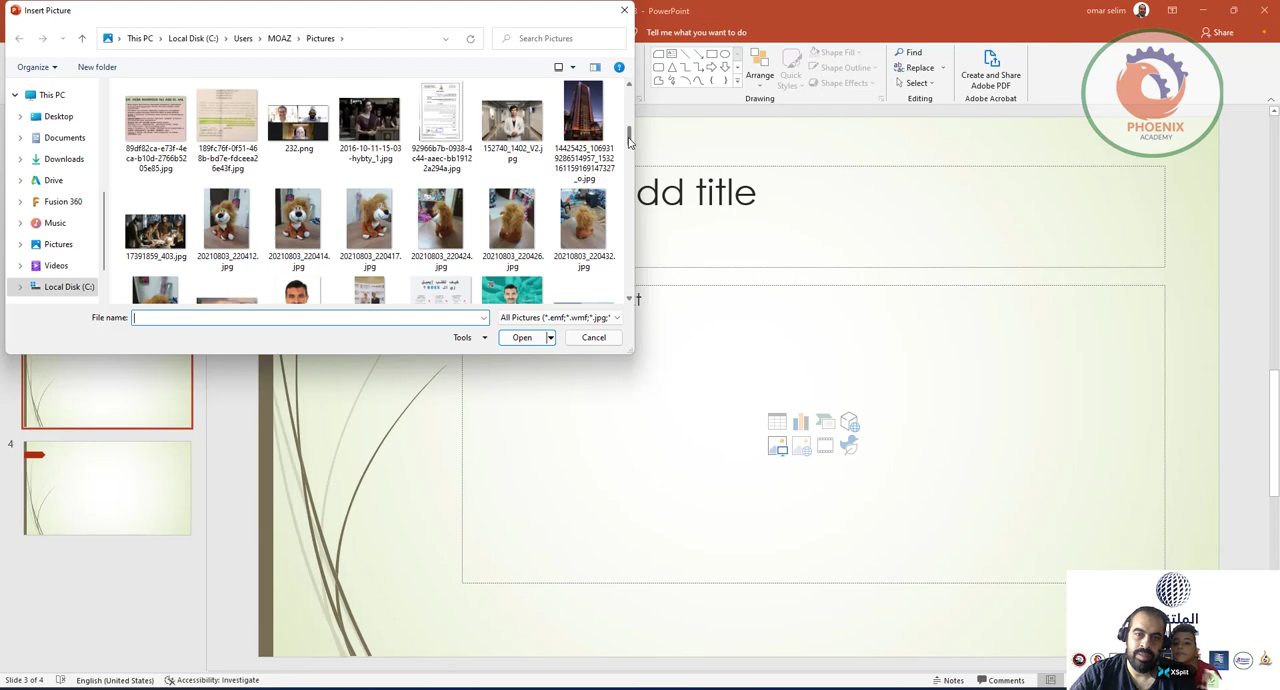 Insert Picture
- PowerPoint
omar selim
This PC
Local Disk (C:)
Users
MOAZ
Pictures
Search Pictures
Tell me what you want to do
Share
Organize
New folder
Shape Fill
Shape Outline
Shape Effects
Arrange
Quick
Styles
Drawing
Find
Replace
Select
Editing
Create and Share
Adobe PDF
Adobe Acrobat
PHOENIX
ACADEMY
This PC
Desktop
Documents
Downloads
Drive
Fusion 360
Music
Pictures
Videos
Local Disk (C:)
89df82ca-e73f-4e
ca-b10d-2766b52
05e85.jpg
189fc76f-0f51-46
8b-bd7e-fdceea2
6e43f.jpg
232.png
2016-10-11-15-03
-hybty_1.jpg
92966b7b-0938-4
c44-aaec-bb1912
2a294a.jpg
152740_1402_V2.j
pg
14425425_106931
9286514957_1532
161159169147327
_o.jpg
17391859_403.jpg
20210803_220412.
jpg
20210803_220414.
jpg
20210803_220417.
jpg
20210803_220424.
jpg
20210803_220426.
jpg
20210803_220432.
jpg
File name:
All Pictures (*.emf;*.wmf;*.jpg;*
Tools
Open
Cancel
dd title
t
4
الملتق
XSplit
Slide 3 of 4
English (United States)
Accessibility: Investigate
Notes
Comments